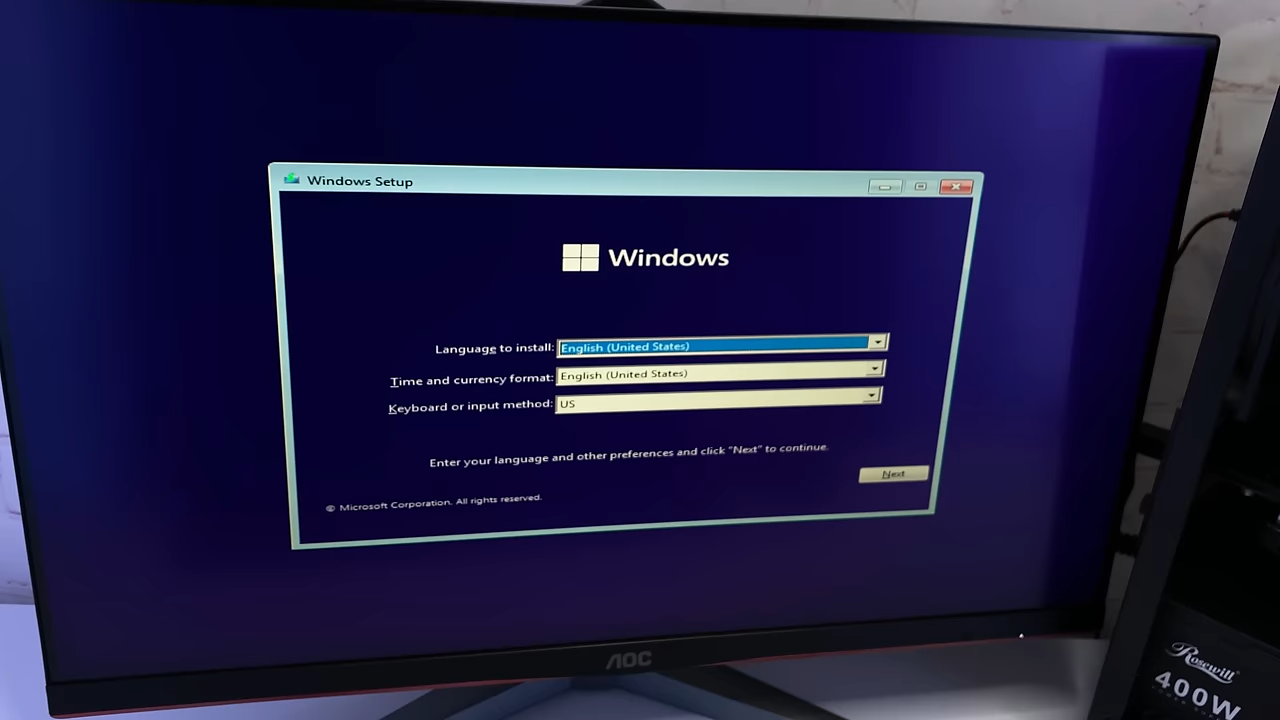 Windows Setup
Windows
Language to install: English (United States)
Time and currency format: English (United States)
Keyboard or input method: US
Enter your language and other preferences and click "Next" to continue.
Next
© Microsoft Corporation. All rights reserved.
AOC
Rosewill
400W